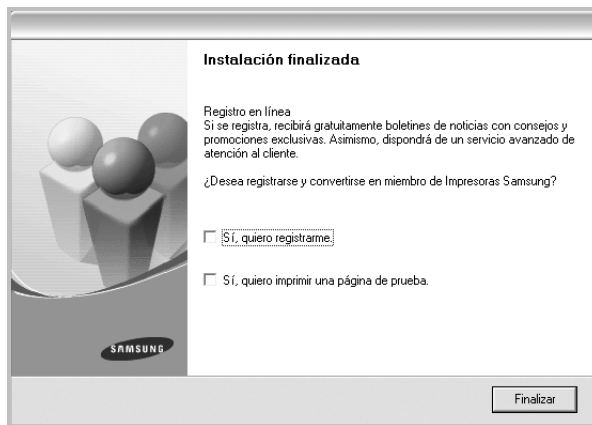 Instalación finalizada
Registro en línea
Si se registra, recibirá gratuitamente boletines de noticias con consejos y
promociones exclusivas. Asimismo, dispondrá de un servicio avanzado de
atención al cliente.
¿Desea registrarse y convertirse en miembro de Impresoras Samsung?
Sí, quiero registrarme.
Sí, quiero imprimir una página de prueba.
SAMSUNG
Finalizar